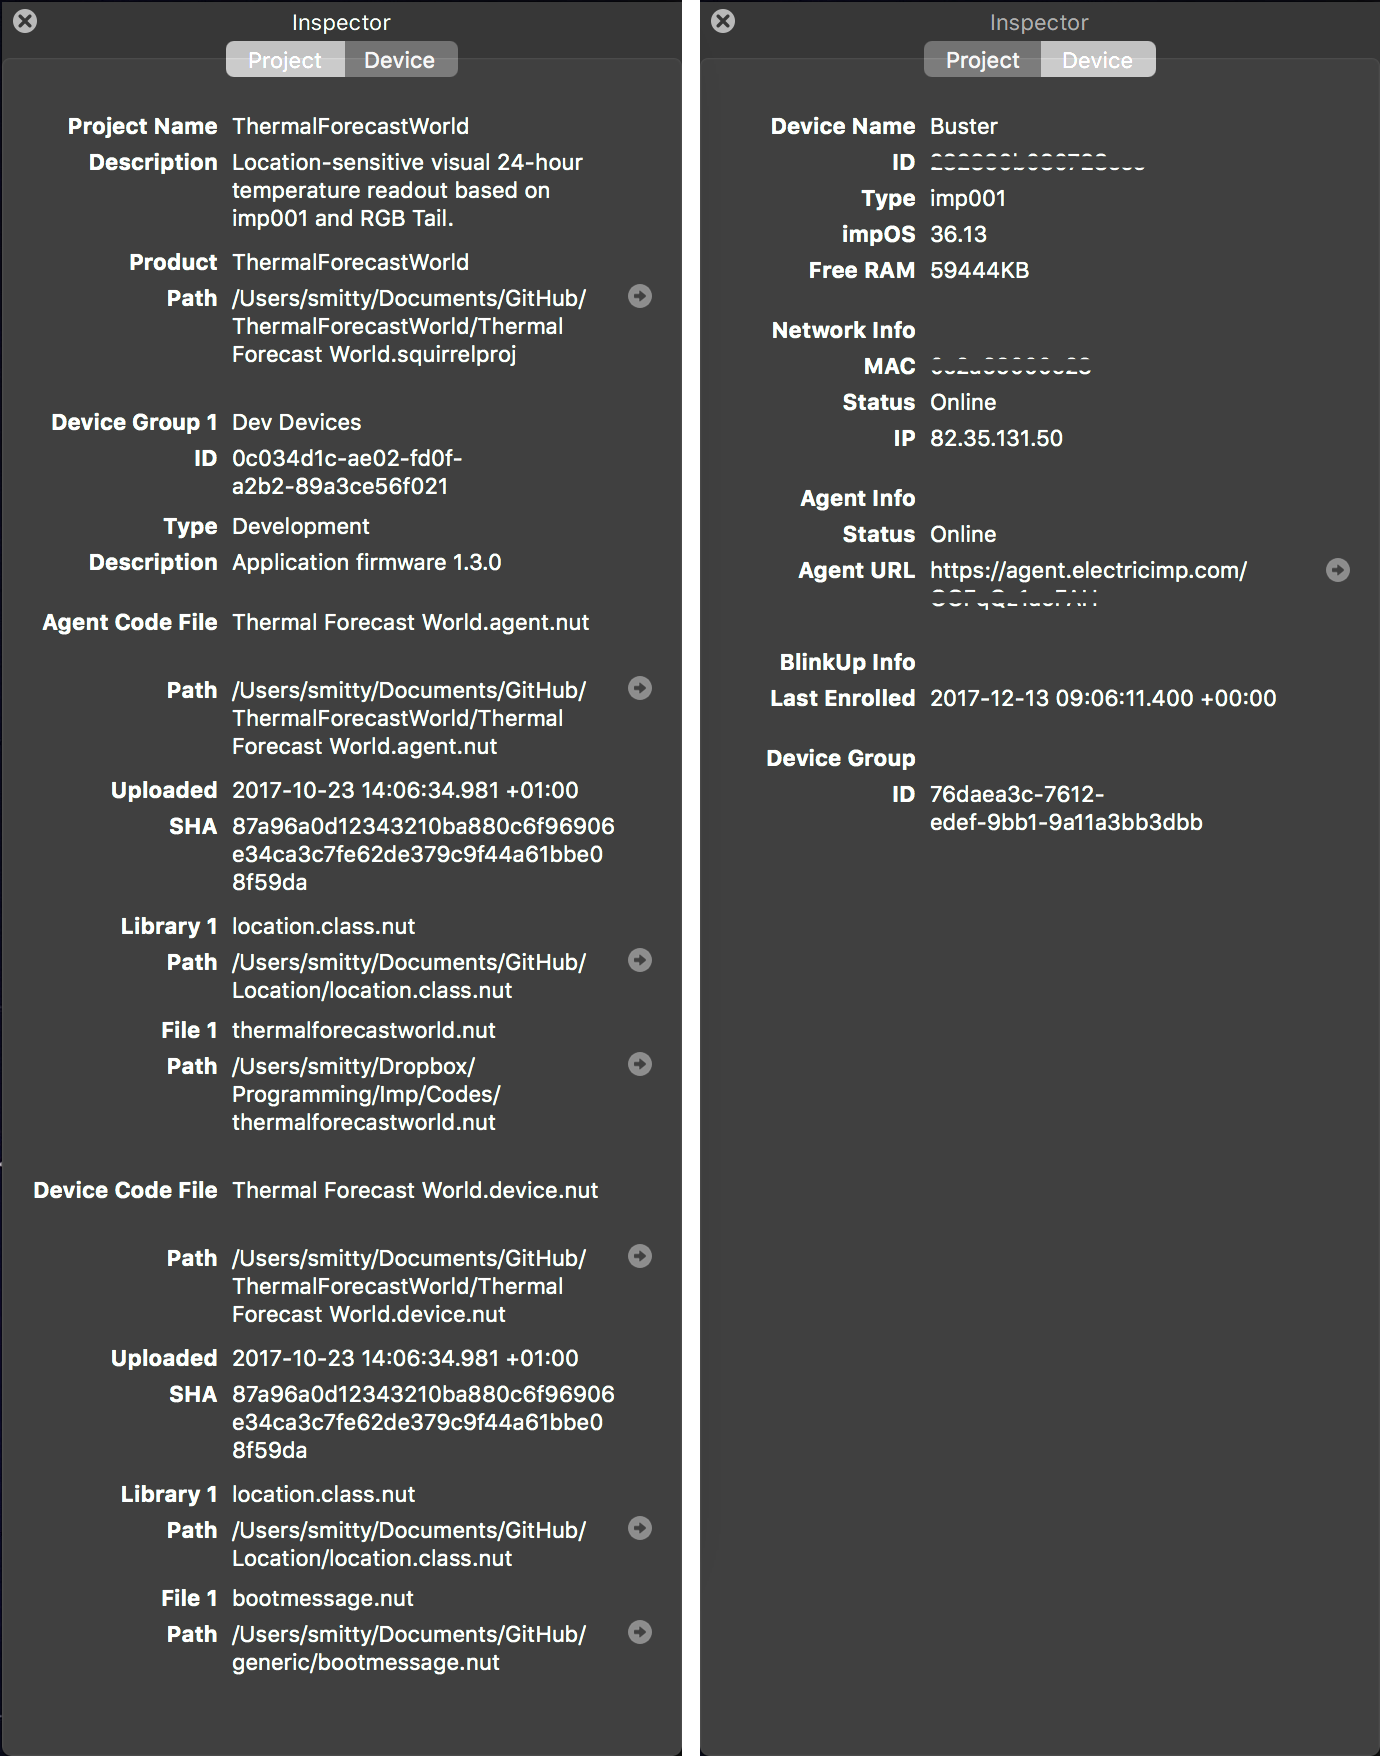 Inspector
Project Device
Project Name ThermalForecastWorld
Description Location-sensitive visual 24-hour
temperature readout based on
imp001 and RGB Tail.
Product ThermalForecastWorld
Path /Users/smitty/Documents/GitHub/
ThermalForecastWorld/Thermal
Forecast World.squirrelproj
Device Group 1 Dev Devices
ID 0c034d1c-ae02-fd0f-
a2b2-89a3ce56f021
Type Development
Description Application firmware 1.3.0
Agent Code File Thermal Forecast World.agent.nut
Path /Users/smitty/Documents/GitHub/
ThermalForecastWorld/Thermal
Forecast World.agent.nut
Uploaded 2017-10-23 14:06:34.981 +01:00
SHA 87a96a0d12343210ba880c6f96906
e34ca3c7fe62de379c9f44a61bbe0
8f59da
Library 1 location.class.nut
Path /Users/smitty/Documents/GitHub/
Location/location.class.nut
File 1 thermalforecastworld.nut
Path /Users/smitty/Dropbox/
Programming/Imp/Codes/
thermalforecastworld.nut
Device Code File Thermal Forecast World.device.nut
Path /Users/smitty/Documents/GitHub/
ThermalForecastWorld/Thermal
Forecast World.device.nut
Uploaded 2017-10-23 14:06:34.981 +01:00
SHA 87a96a0d12343210ba880c6f96906
e34ca3c7fe62de379c9f44a61bbe0
8f59da
Library 1 location.class.nut
Path /Users/smitty/Documents/GitHub/
Location/location.class.nut
File 1 bootmessage.nut
Path /Users/smitty/Documents/GitHub/
generic/bootmessage.nut
Inspector
Project Device
Device Name Buster
ID
Type imp001
impOS 36.13
Free RAM 59444KB
Network Info
MAC
Status Online
IP 82.35.131.50
Agent Info
Status Online
Agent URL https://agent.electricimp.com/
BlinkUp Info
Last Enrolled 2017-12-13 09:06:11.400 +00:00
Device Group
ID 76daea3c-7612-
edef-9bb1-9a11a3bb3dbb